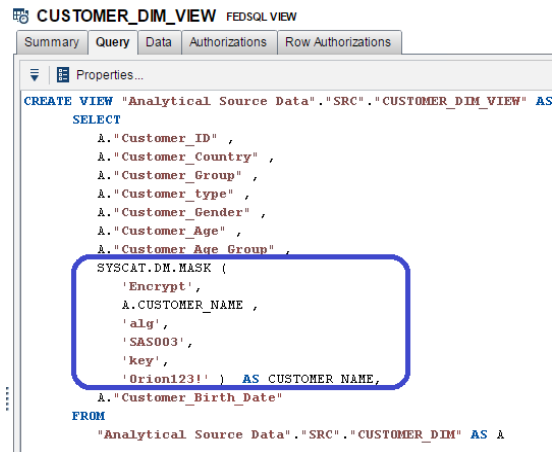 CUSTOMER_DIM_VIEW FEDSQL VIEW
Summary Query Data Authorizations Row Authorizations
Properties...
CREATE VIEW "Analytical Source Data"."SRC"."CUSTOMER_DIM_VIEW" AS
SELECT
A."Customer_ID" ,
A."Customer_Country" ,
A."Customer_Group" ,
A."Customer_type" ,
A."Customer_Gender" ,
A."Customer_Age" ,
A."Customer_Age_Group" ,
SYSCAT.DM.MASK (
'Encrypt',
A.CUSTOMER_NAME ,
'alg',
'SAS003',
'key',
'Orion123!' ) AS CUSTOMER_NAME,
A."Customer_Birth_Date"
FROM
"Analytical Source Data"."SRC"."CUSTOMER_DIM" AS A